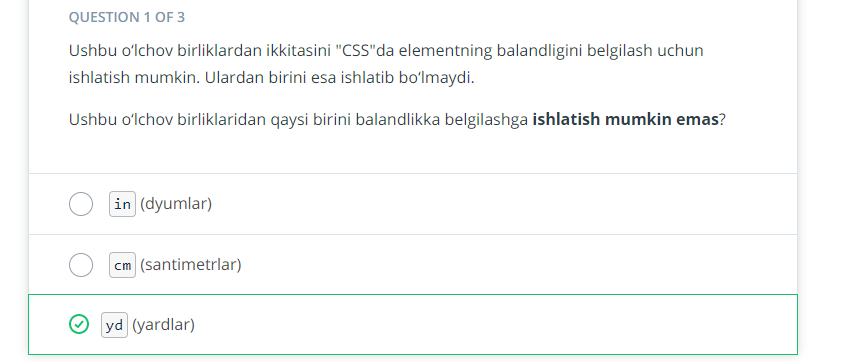 QUESTION 1 OF 3
Ushbu oʻlchov birliklardan ikkitasini "CSS"da elementning balandligini belgilash uchun
ishlatish mumkin. Ulardan birini esa ishlatib boʻlmaydi.
Ushbu oʻlchov birliklaridan qaysi birini balandlikka belgilashga ishlatish mumkin emas?
in (dyumlar)
cm (santimetrlar)
yd (yardlar)